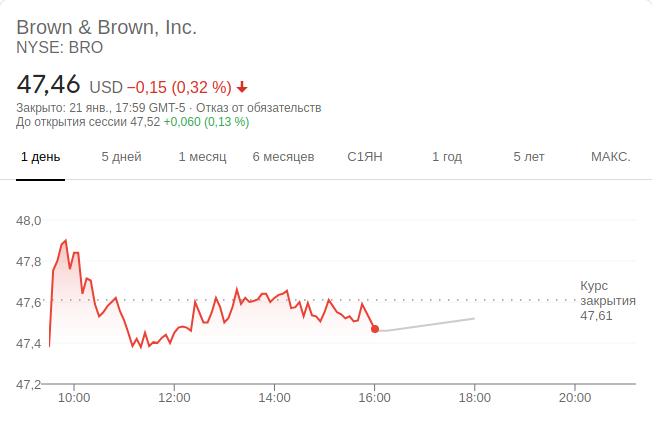 Brown & Brown, Inc.
NYSE: BRO
47,46 USD −0,15 (0,32 %)
Закрыто: 21 янв., 17:59 GMT-5 · Отказ от обязательств
До открытия сессии 47,52 +0,060 (0,13 %)
1 день 5 дней 1 месяц 6 месяцев С1ЯН 1 год 5 лет МАКС.
48,0
47,8
47,6
47,4
47,2
Курс
закрытия
47,61
10:00 12:00 14:00 16:00 18:00 20:00